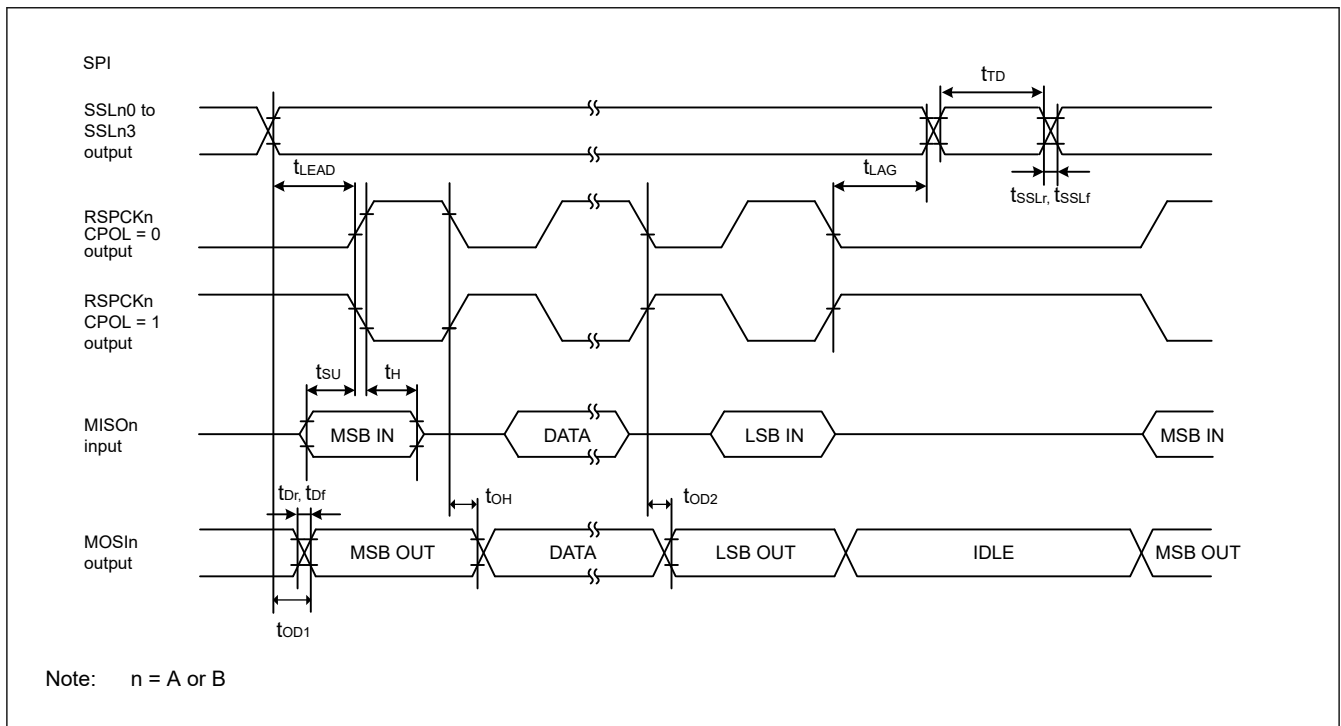 SPI
tTD
SSLn0 to
SSLn3
output
tLEAD
tLAG
tSSLr, tSSLf
RSPCKn
CPOL = 0
output
RSPCKn
CPOL = 1
output
tSU
tH
MISOn
input
MSB IN
DATA
LSB IN
MSB IN
tDr, tDf
tOH
tOD2
MOSIn
output
MSB OUT
DATA
LSB OUT
IDLE
MSB OUT
tOD1
Note: n = A or B